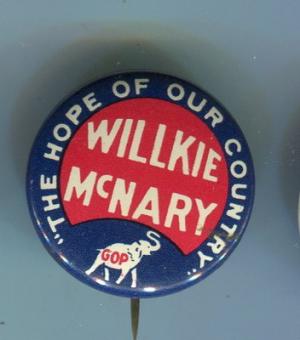 "THE HOPE OF OUR COUNTRY"
WILLKIE
McNARY
GOP